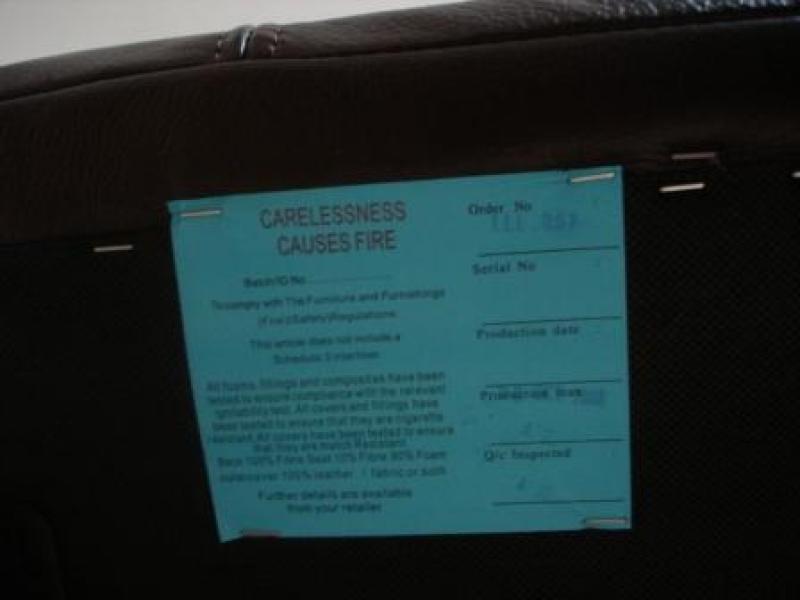 CARELESSNESS
CAUSES FIRE
Batch/ID No
To comply with The Furniture and Furnishings
(Fire)(Safety)Regulations
This article does not include a
Schedule 3 interliner
All foams, fillings and composites have been
tested to ensure compliance with the relevant
ignitability test. All covers and fillings, have
been tested to ensure that they are cigarette
resistant. All covers have been tested to ensure
that they are match Resistant
Back 100% Fibre Seat 10% Fibre 90% Foam
cover 100% leather / fabric or both
Further details are available
from your retailer
Order No
Serial No
Production date
Q/c Inspected